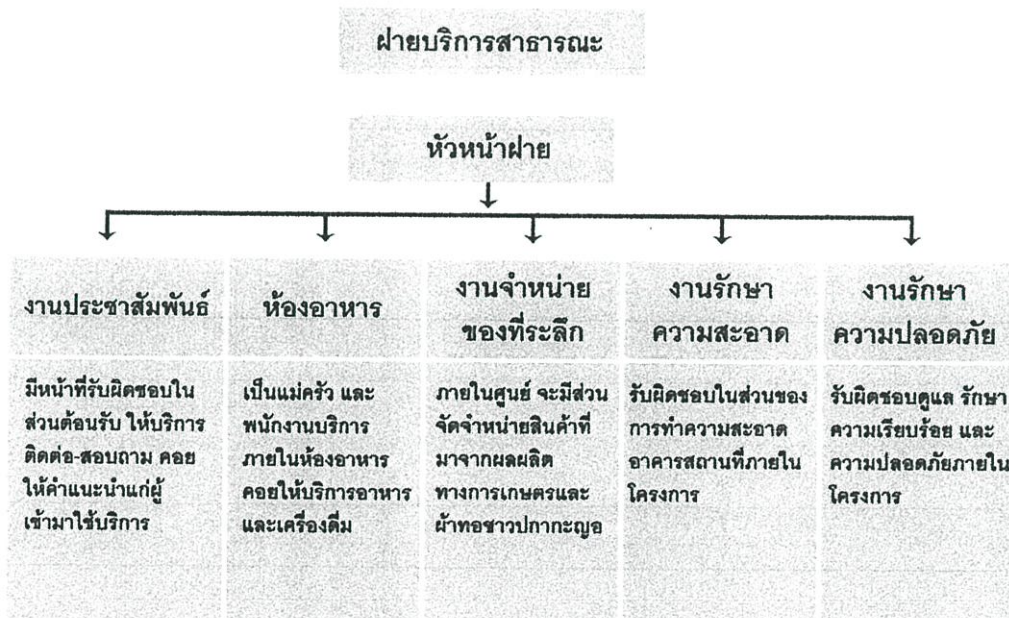 ฝ่ายบริการสาธารณะ
หัวหน้าฝ่าย
งานประชาสัมพันธ์
มีหน้าที่รับผิดชอบใน
ส่วนต้อนรับ ให้บริการ
ติดต่อ-สอบถาม คอย
ให้คำแนะนำแก่ผู้
เข้ามาใช้บริการ
ห้องอาหาร
เป็นแม่ครัว และ
พนักงานบริการ
ภายในห้องอาหาร
คอยให้บริการอาหาร
และเครื่องดื่ม
งานจำหน่าย
ของที่ระลึก
ภายในศูนย์ จะมีส่วน
จัดจำหน่ายสินค้าที่
มาจากผลผลิต
ทางการเกษตรและ
ผ้าทอชาวปกากะญอ
งานรักษา
ความสะอาด
รับผิดชอบในส่วนของ
การทำความสะอาด
อาคารสถานที่ภายใน
โครงการ
งานรักษา
ความปลอดภัย
รับผิดชอบดูแล รักษา
ความเรียบร้อย และ
ความปลอดภัยภายใน
โครงการ